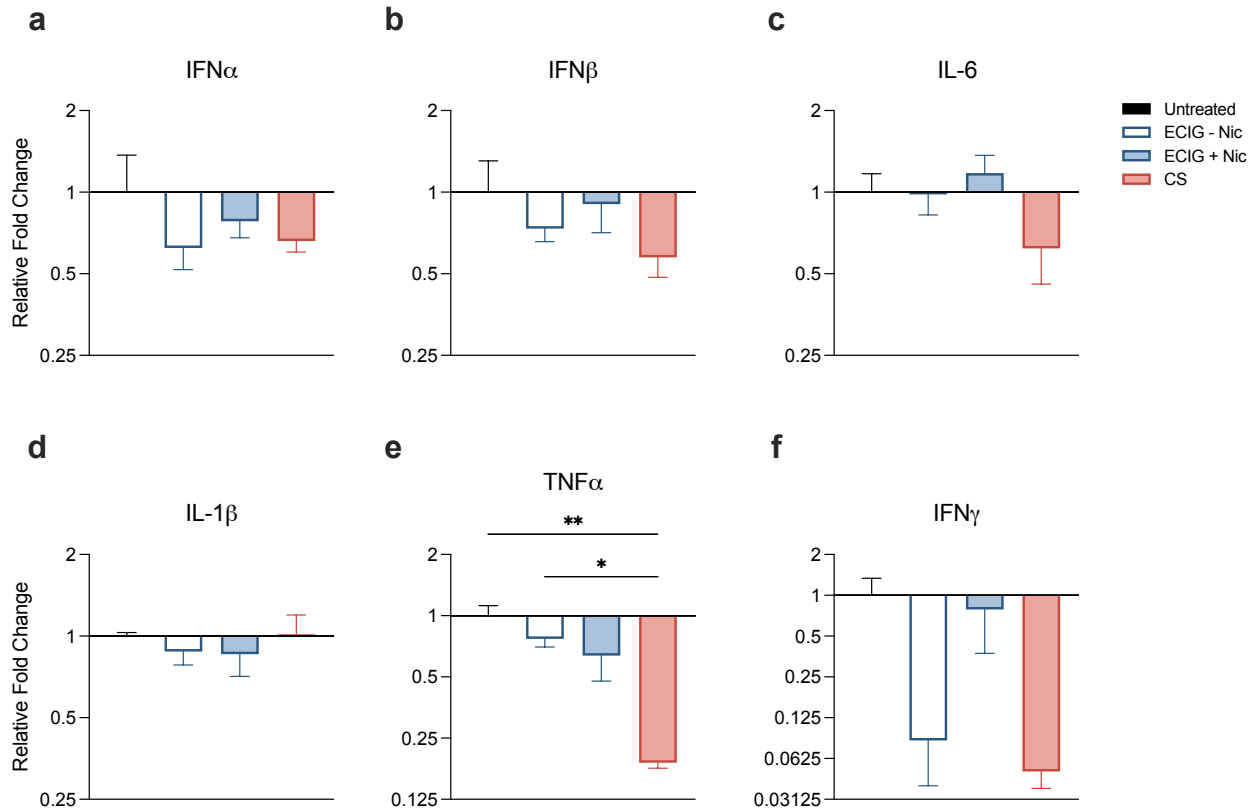 a
IFNα
Relative Fold Change
2
1
0.5
0.25
b
IFNβ
2
1
0.5
0.25
c
IL-6
2
1
0.5
0.25
Untreated
ECIG - Nic
ECIG + Nic
CS
d
IL-1β
Relative Fold Change
2
1
0.5
0.25
e
TNFα
**
*
2
1
0.5
0.25
0.125
f
IFNγ
2
1
0.5
0.25
0.125
0.0625
0.03125